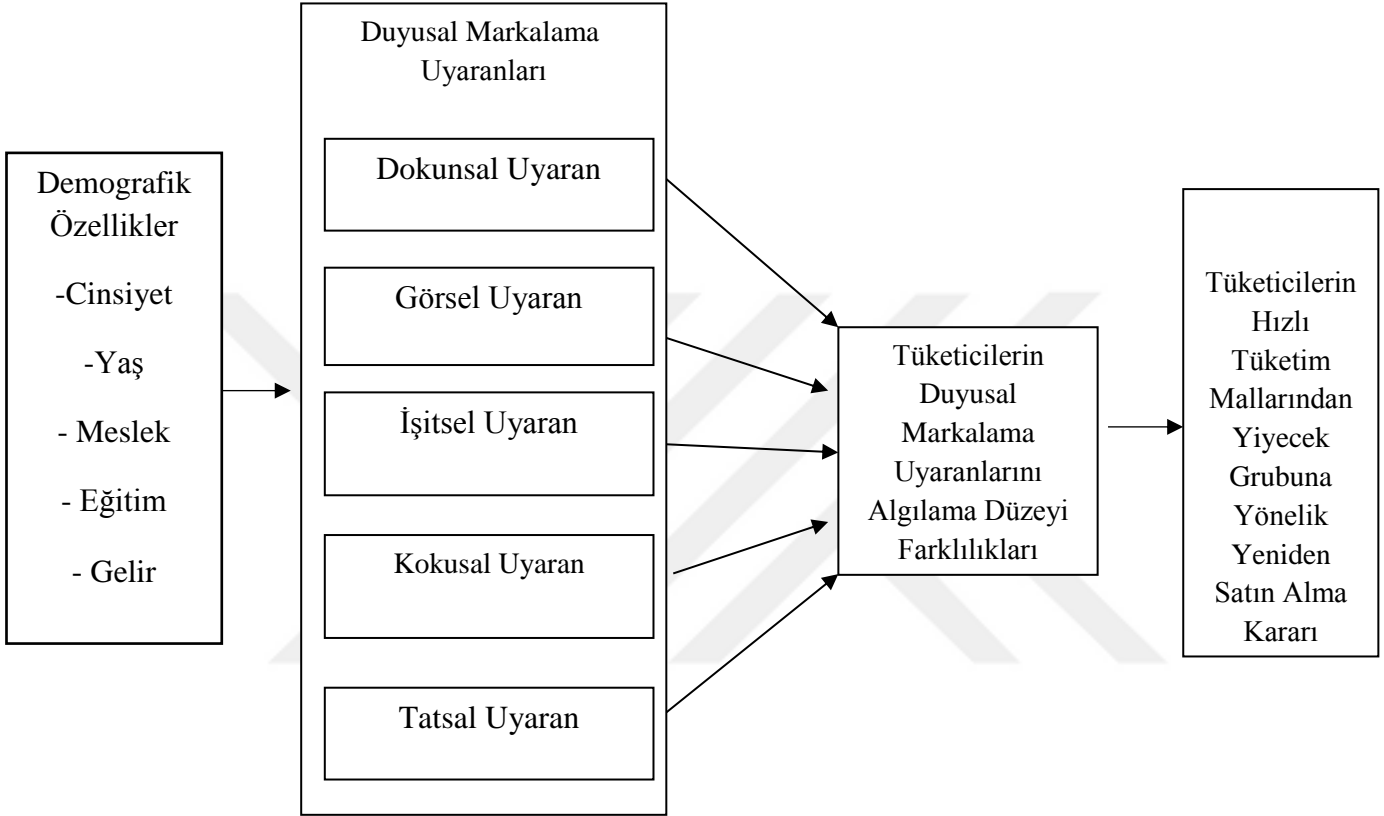 Demografik
Özellikler
-Cinsiyet
-Yaş
- Meslek
- Eğitim
- Gelir
Duyusal Markalama
Uyaranları
Dokunsal Uyaran
Görsel Uyaran
İşitsel Uyaran
Kokusal Uyaran
Tatsal Uyaran
Tüketicilerin
Duyusal
Markalama
Uyaranlarını
Algılama Düzeyi
Farklılıkları
Tüketicilerin
Hızlı
Tüketim
Mallarından
Yiyecek
Grubuna
Yönelik
Yeniden
Satın Alma
Kararı